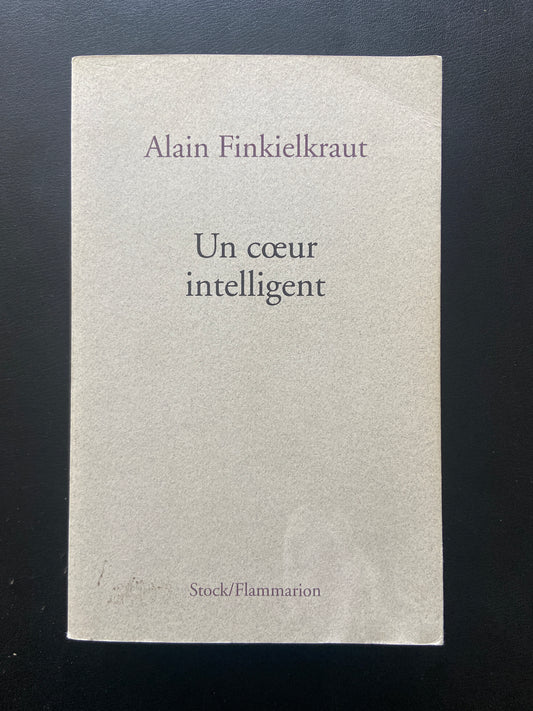 Alain Finkielkraut
Un cœur
intelligent
Stock/Flammarion